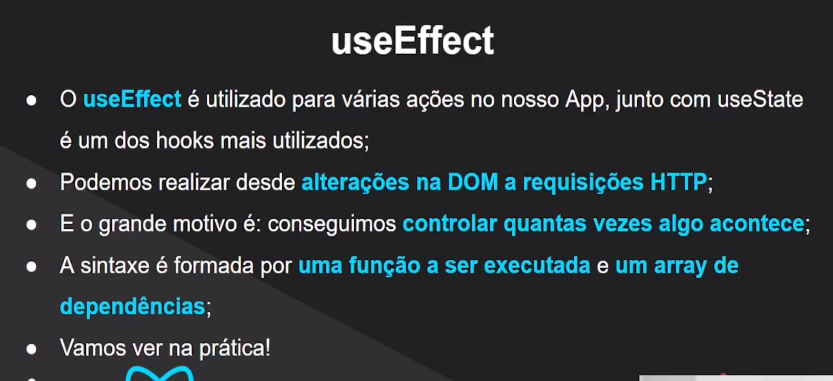 useEffect
● O useEffect é utilizado para várias ações no nosso App, junto com useState
é um dos hooks mais utilizados;
● Podemos realizar desde alterações na DOM a requisições HTTP;
● E o grande motivo é: conseguimos controlar quantas vezes algo acontece;
● A sintaxe é formada por uma função a ser executada e um array de
dependências;
● Vamos ver na prática!